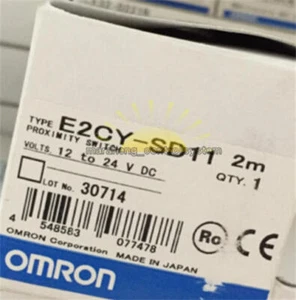 TYPE E2CY-SD11 2m
PROXIMITY SWITCH
VOLTS. 12 to 24 V DC
QTY. 1
LOT No. 30714
4 548583 077478
OMRON Corporation MADE IN JAPAN
OMRON
CE